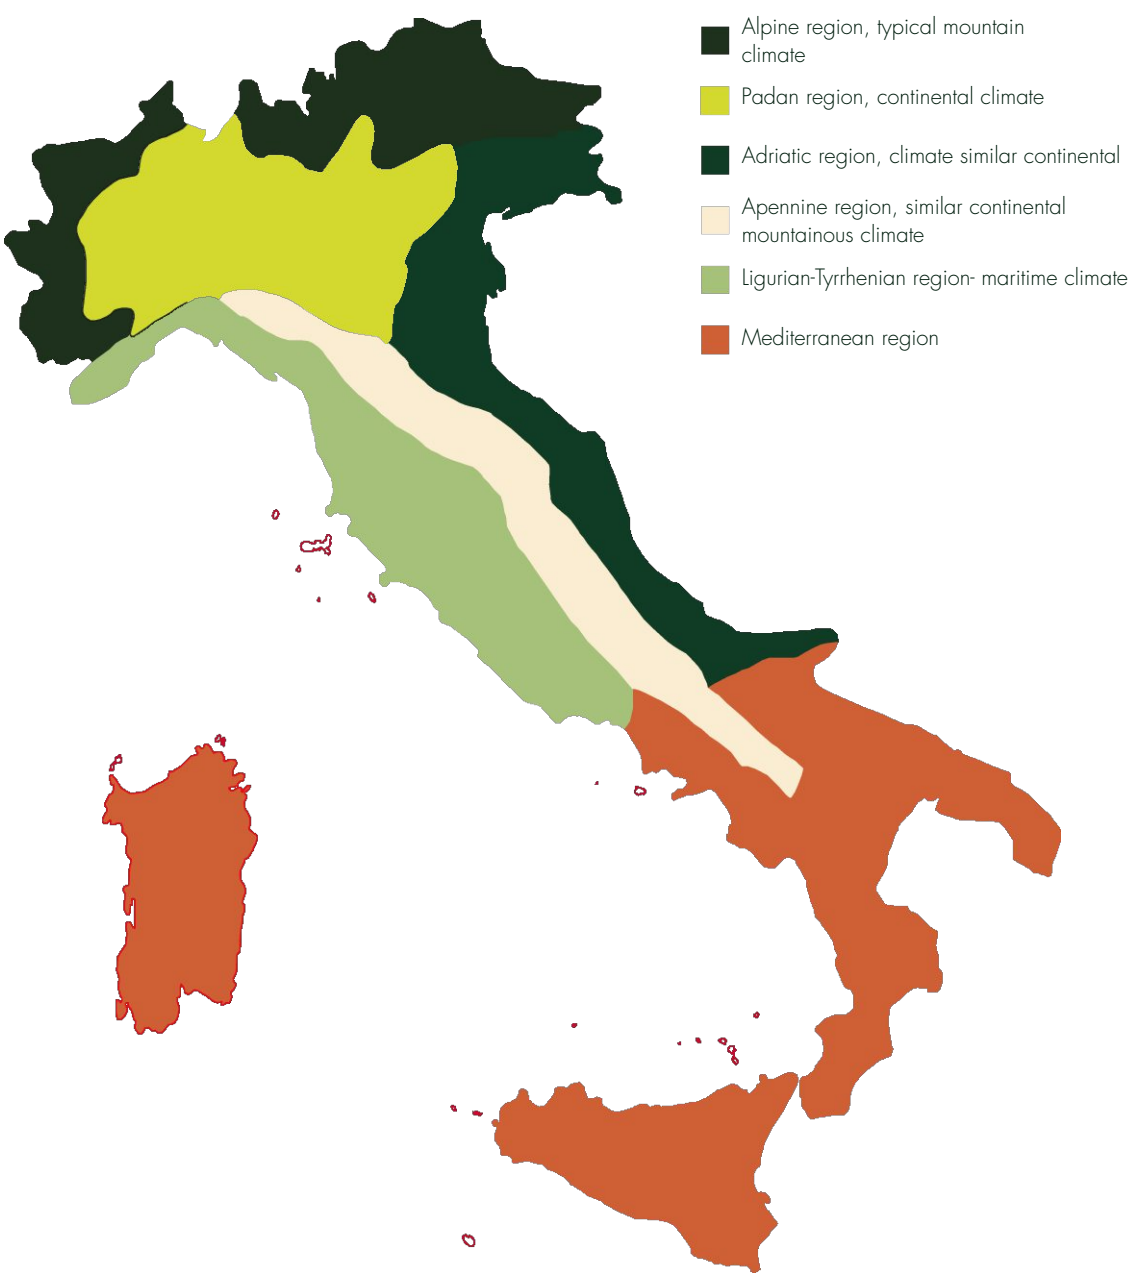 Alpine region, typical mountain
climate
Padan region, continental climate
Adriatic region, climate similar continental
Apennine region, similar continental
mountainous climate
Ligurian-Tyrrhenian region- maritime climate
Mediterranean region